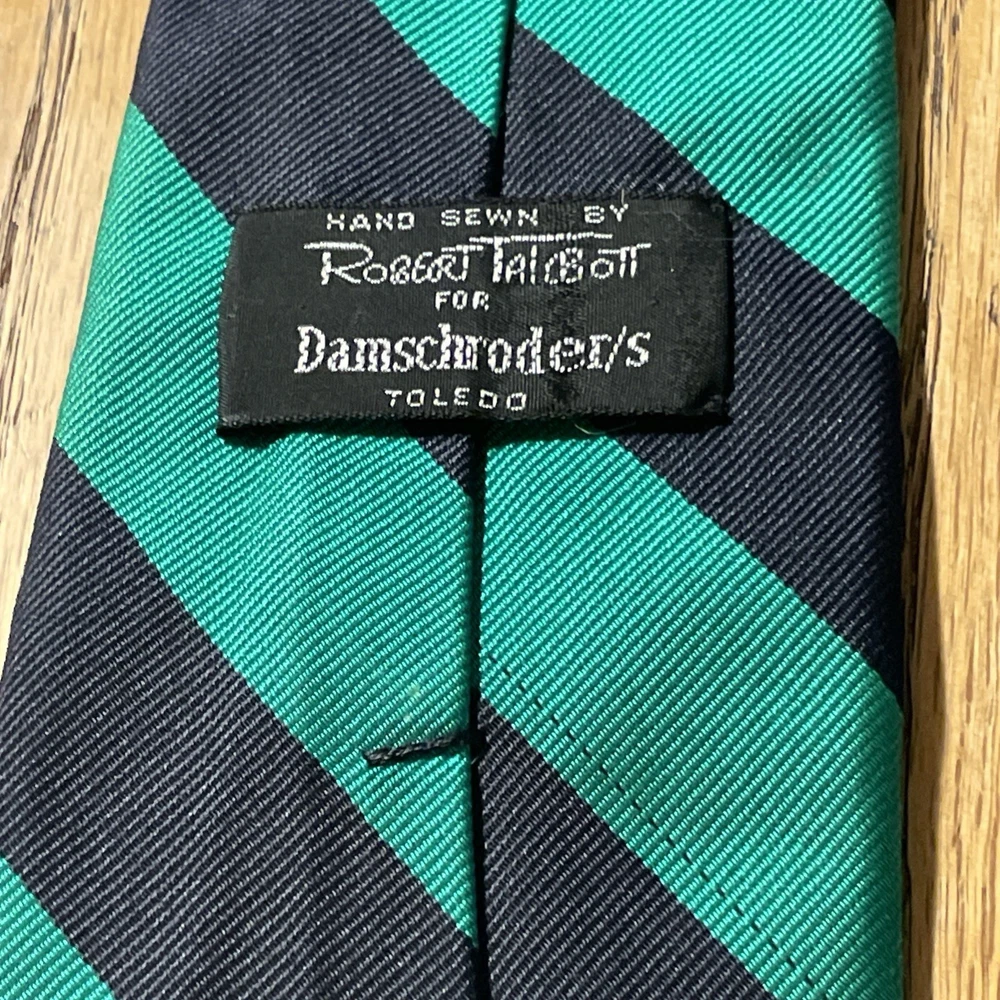 HAND SEWN BY
ROBERT TALBOTT
FOR
Damschroder/s
TOLEDO